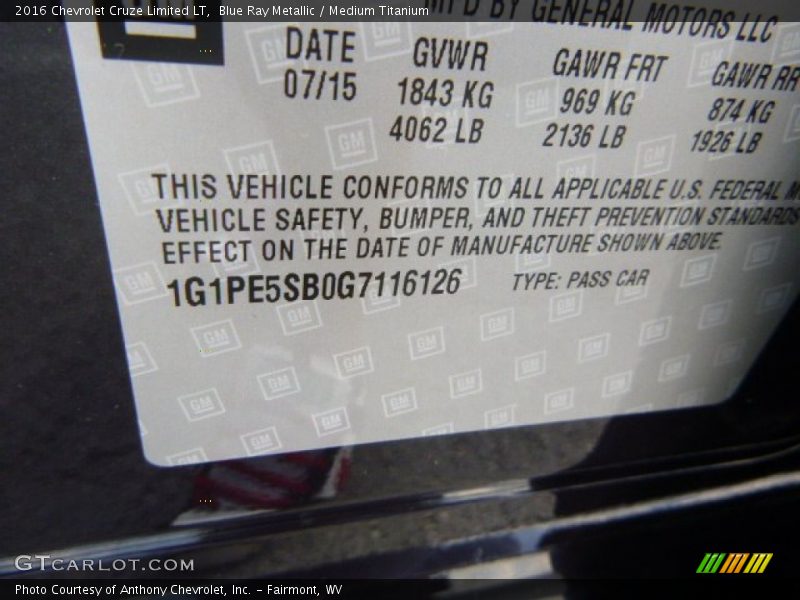 2016 Chevrolet Cruze Limited LT, Blue Ray Metallic / Medium Titanium
BY GENERAL MOTORS LLC
DATE GVWR GAWR FRT GAWR RR
07/15 1843 KG 969 KG 874 KG
4062 LB 2136 LB 1926 LB
THIS VEHICLE CONFORMS TO ALL APPLICABLE U.S. FEDERAL M
VEHICLE SAFETY, BUMPER, AND THEFT PREVENTION STANDARDS
EFFECT ON THE DATE OF MANUFACTURE SHOWN ABOVE.
1G1PE5SB0G7116126 TYPE: PASS CAR
GTCARLOT.COM
Photo Courtesy of Anthony Chevrolet, Inc. – Fairmont, WV